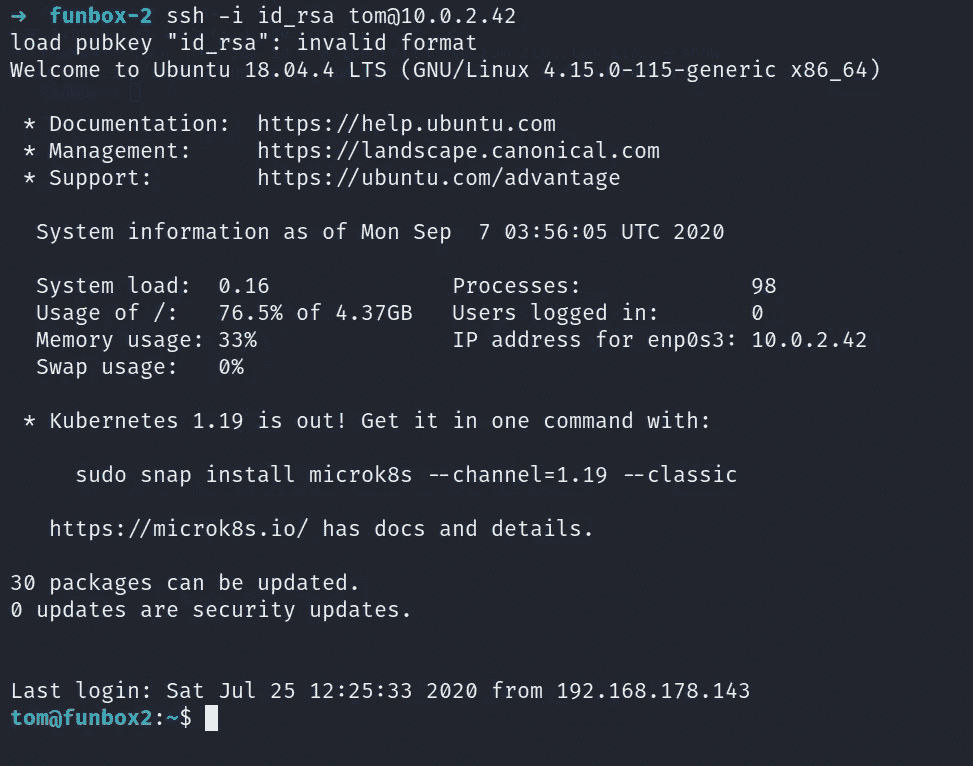 → funbox-2 ssh -i id_rsa tom@10.0.2.42
load pubkey "id_rsa": invalid format
Welcome to Ubuntu 18.04.4 LTS (GNU/Linux 4.15.0-115-generic x86_64)
* Documentation: https://help.ubuntu.com
* Management: https://landscape.canonical.com
* Support: https://ubuntu.com/advantage
System information as of Mon Sep 7 03:56:05 UTC 2020
System load: 0.16 Processes: 98
Usage of /: 76.5% of 4.37GB Users logged in: 0
Memory usage: 33% IP address for enp0s3: 10.0.2.42
Swap usage: 0%
* Kubernetes 1.19 is out! Get it in one command with:
sudo snap install microk8s --channel=1.19 --classic
https://microk8s.io/ has docs and details.
30 packages can be updated.
0 updates are security updates.
Last login: Sat Jul 25 12:25:33 2020 from 192.168.178.143
tom@funbox2:~$